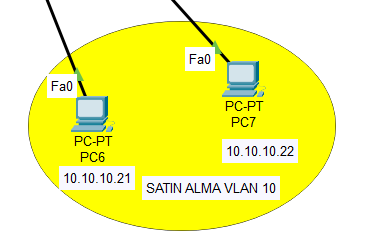 Fa0
PC-PT
PC7
10.10.10.22
Fa0
PC-PT
PC6
10.10.10.21
SATIN ALMA VLAN 10